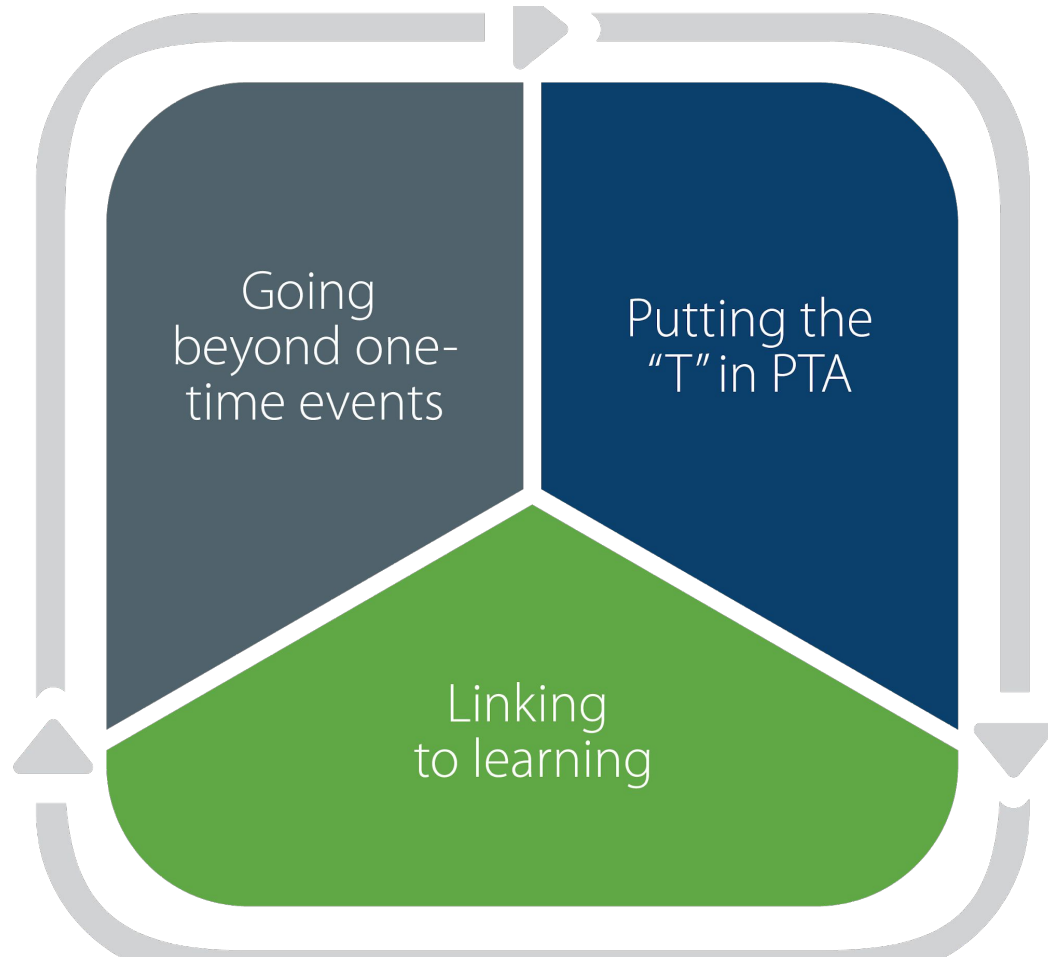 Going
beyond one-
time events
Putting the
“T” in PTA
Linking
to learning